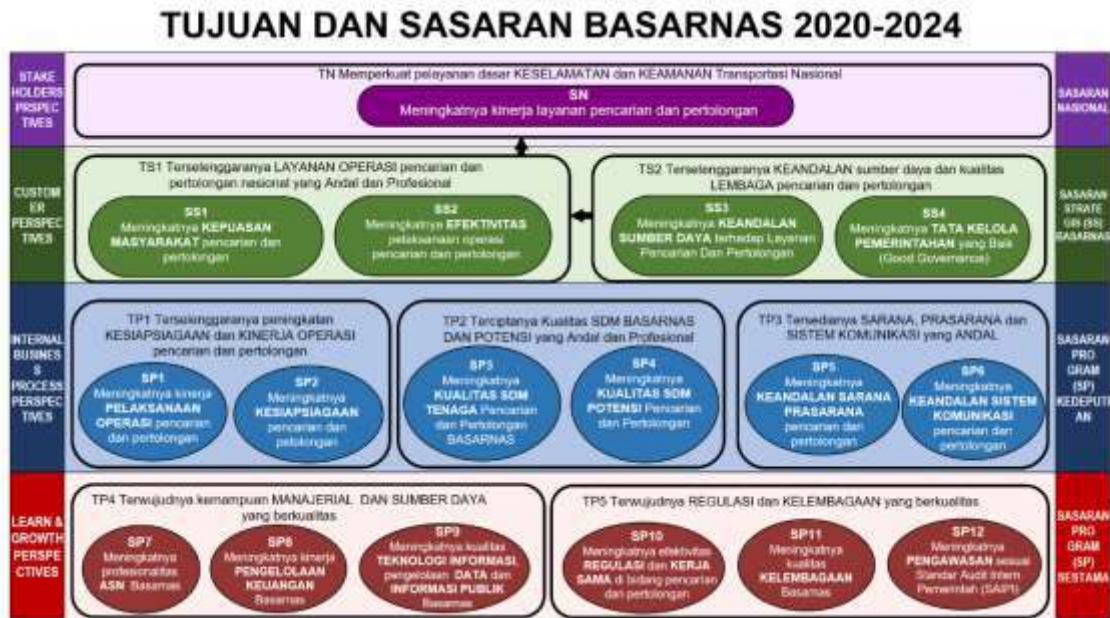 TUJUAN DAN SASARAN BASARNAS 2020-2024
STAKE
HOLDERS
PRSPEC
TIVES
TN Memperkuat pelayanan dasar KESELAMATAN dan KEAMANAN Transportasi Nasional
SN
Meningkatnya kinerja layanan pencarian dan pertolongan
SASARAN
NASIONAL
CUSTOM
ER
PERSPEC
TIVES
TS1 Terselenggaranya LAYANAN OPERASI pencarian dan
pertolongan nasional yang Andal dan Profesional
SS1
Meningkatnya KEPUASAN
MASYARAKAT pencarian dan
pertolongan
SS2
Meningkatnya EFEKTIVITAS
pelaksanaan operasi
pencarian dan pertolongan
TS2 Terselenggaranya KEANDALAN sumber daya dan kualitas
LEMBAGA pencarian dan pertolongan
SS3
Meningkatnya KEANDALAN
SUMBER DAYA terhadap Layanan
Pencarian Dan Pertolongan
SS4
Meningkatnya TATA KELOLA
PEMERINTAHAN yang Baik
(Good Governance)
SASARAN
STRATE
GIS (SS)
BASARNAS
INTERNAL
BUSINES
S
PROCESS
PERSPEC
TIVES
TP1 Terselenggaranya peningkatan
KESIAPSIAGAAN dan KINERJA OPERASI
pencarian dan pertolongan
SP1
Meningkatnya kinerja
PELAKSANAAN
OPERASI pencarian
dan pertolongan
SP2
Meningkatnya
KESIAPSIAGAAN
pencarian dan
petolongan
TP2 Terciptanya Kualitas SDM BASARNAS
DAN POTENSI yang Andal dan Profesional
SP3
Meningkatnya
KUALITAS SDM
TENAGA Pencarian
dan Pertolongan
BASARNAS
SP4
Meningkatnya
KUALITAS SDM
POTENSI Pencarian
dan Pertolongan
TP3 Tersedianya SARANA, PRASARANA dan
SISTEM KOMUNIKASI yang ANDAL
SP5
Meningkatnya
KEANDALAN SARANA
PRASARANA
pencarian dan
pertolongan
SP6
Meningkatnya
KEANDALAN SISTEM
KOMUNIKASI
pencarian dan
pertolongan
SASARAN
PRO
GRAM
(SP)
KEDEPUTI
AN
LEARN &
GROWTH
PERSPE
CTIVES
TP4 Terwujudnya kemampuan MANAJERIAL DAN SUMBER DAYA
yang berkualitas
SP7
Meningkatnya
profesionalitas
ASN Basarnas
SP8
Meningkatnya kinerja
PENGELOLAAN
KEUANGAN
Basarnas
SP9
Meningkatnya kualitas
TEKNOLOGI INFORMASI,
pengelolaan DATA dan
INFORMASI PUBLIK
Basarnas
TP5 Terwujudnya REGULASI dan KELEMBAGAAN yang berkualitas
SP10
Meningkatnya efektivitas
REGULASI dan KERJA
SAMA di bidang pencarian
dan pertolongan
SP11
Meningkatnya
kualitas
KELEMBAGAAN
Basarnas
SP12
Meningkatnya
PENGAWASAN sesuai
Standar Audit Intern
Pemerintah (SAIPI)
SASARAN
PRO
GRAM
(SP)
SESTAMA